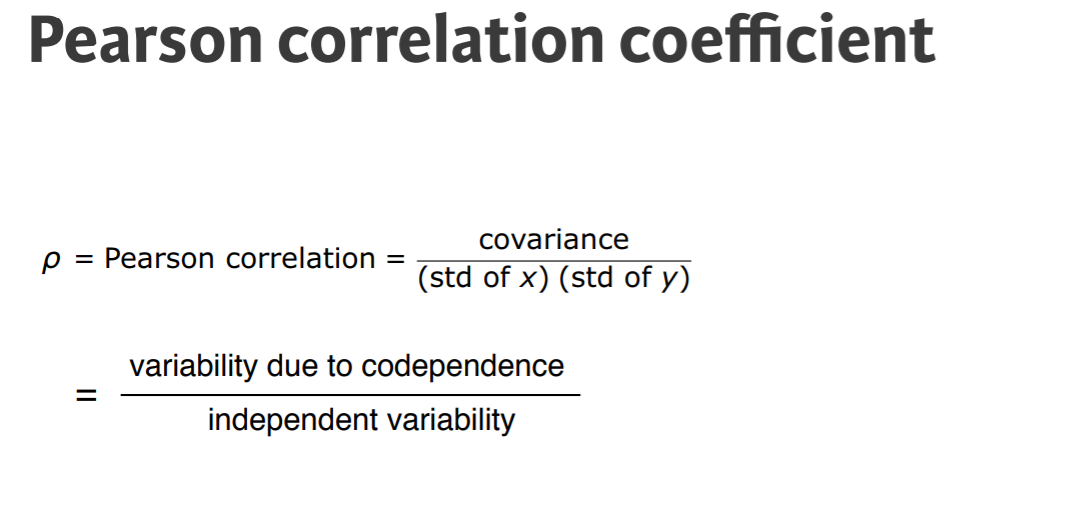 Pearson correlation coefficient
ρ = Pearson correlation = covariance
(std of x) (std of y)
= variability due to codependence
independent variability